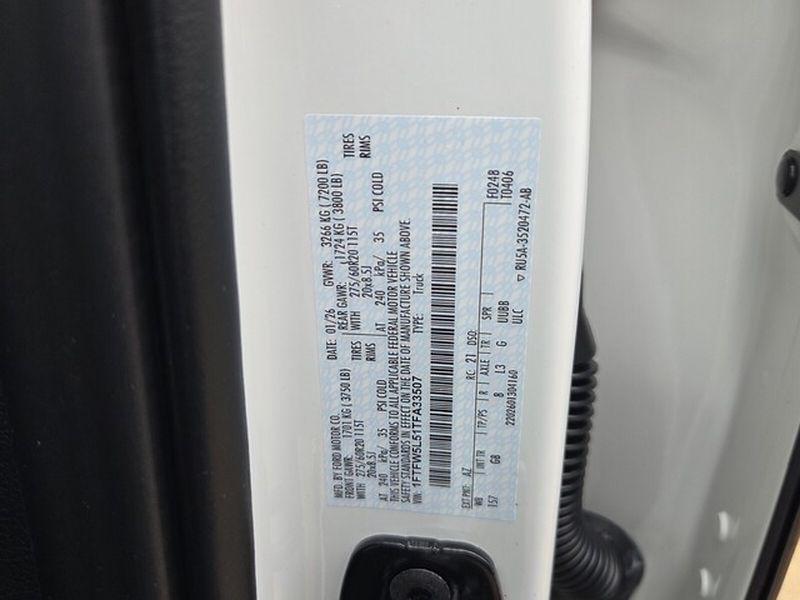 MFD. BY FORD MOTOR CO.
DATE: 01/26 GVWR: 3266 KG ( 7200 LB)
FRONT GAWR: 1701 KG ( 3750 LB) REAR GAWR: 1724 KG ( 3800 LB)
WITH 275/60R20 115T TIRES WITH 275/60R20 115T TIRES
20x8.5J RIMS 20x8.5J RIMS
AT 240 kPa/ 35 PSI COLD AT 240 kPa/ 35 PSI COLD
THIS VEHICLE CONFORMS TO ALL APPLICABLE FEDERAL MOTOR VEHICLE
SAFETY STANDARDS IN EFFECT ON THE DATE OF MANUFACTURE SHOWN ABOVE.
VIN: 1FTFW5L51TFA33507 TYPE: Truck
EXT PNT: AZ RC: 21 DSO: F024B
WB INT TR TP/PS R AXLE TR SPR T0406
157 GB B L3 G UUBB
2202601304160 ULC
▽ RU5A-3520472-AB